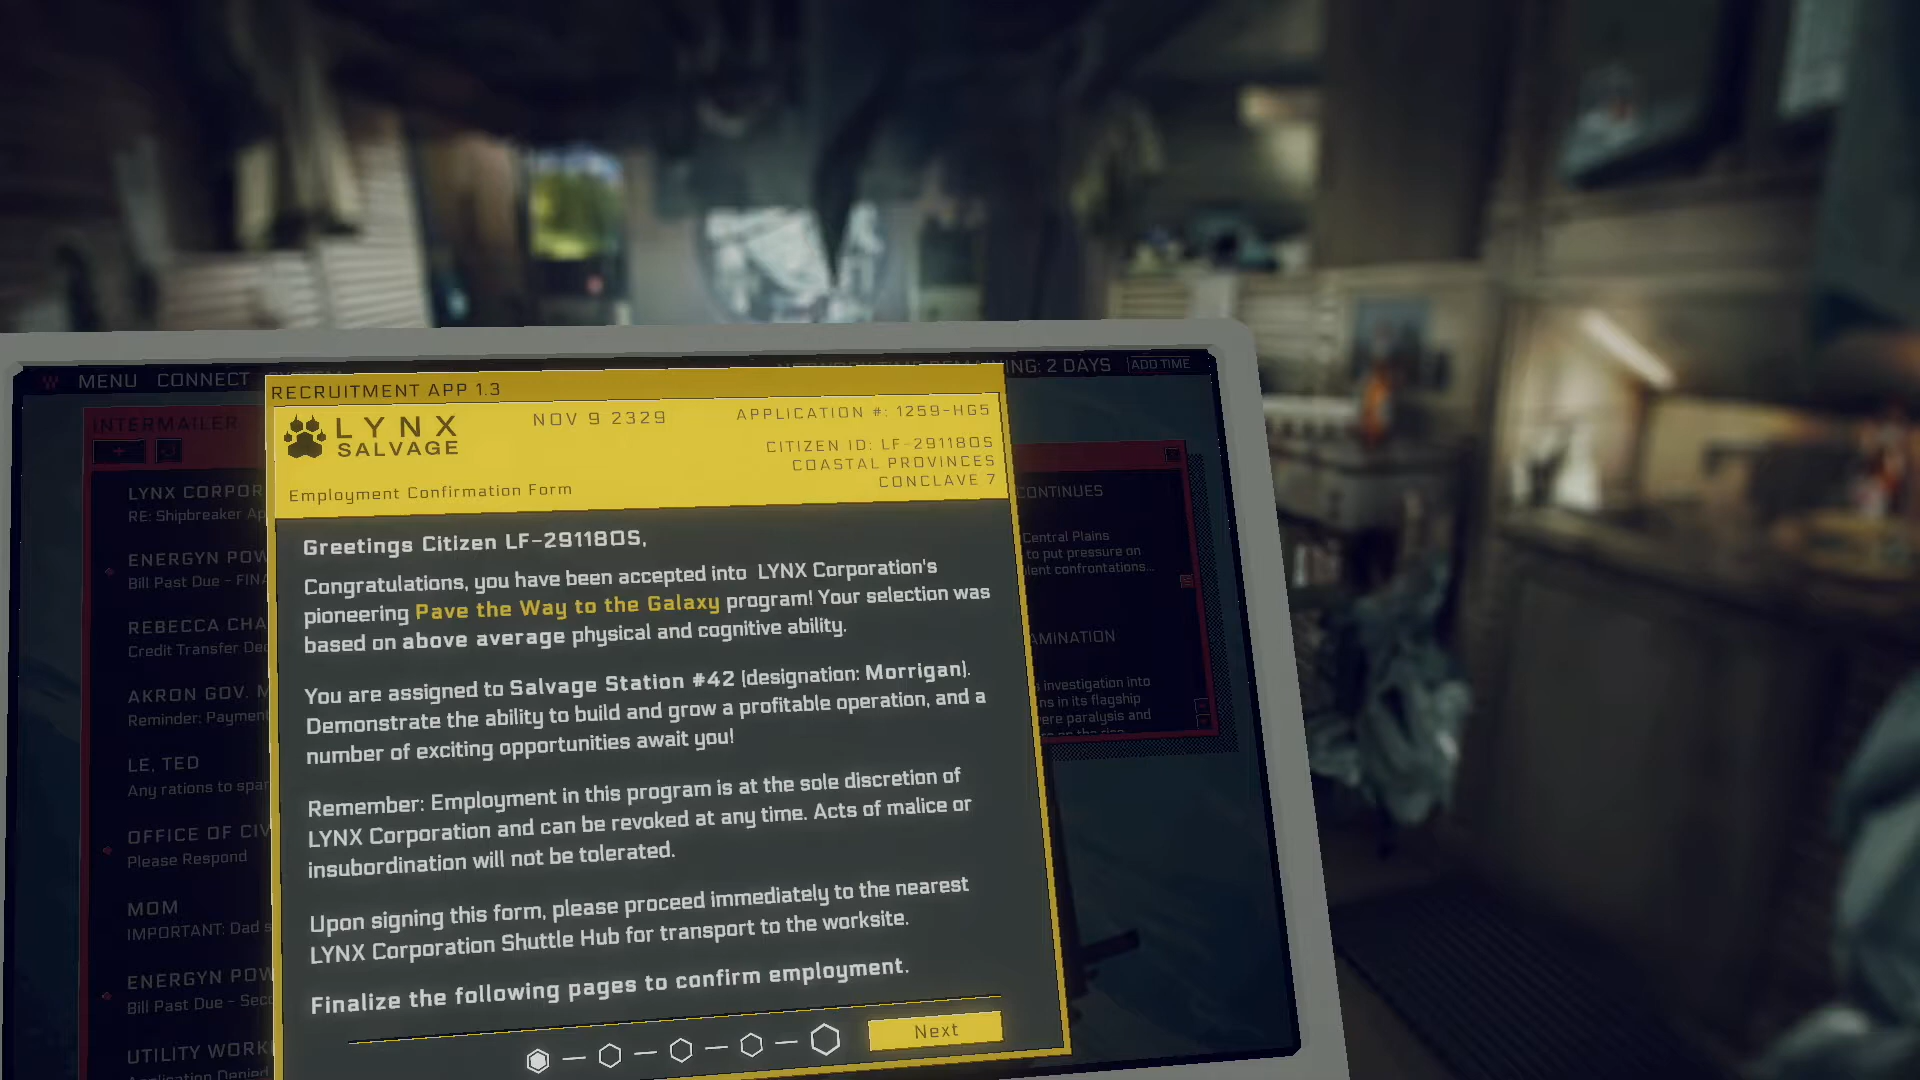 MENU CONNECT
ING: 2 DAYS
ADD TIME
RECRUITMENT APP 1.3
LYNX
SALVAGE
NOV 9 2329
APPLICATION #: 1259-HG5
CITIZEN ID: LF-291180S
COASTAL PROVINCES
CONCLAVE 7
Employment Confirmation Form
Greetings Citizen LF-291180S,
Congratulations, you have been accepted into LYNX Corporation's
pioneering Pave the Way to the Galaxy program! Your selection was
based on above average physical and cognitive ability.
You are assigned to Salvage Station #42 (designation: Morrigan).
Demonstrate the ability to build and grow a profitable operation, and a
number of exciting opportunities await you!
Remember: Employment in this program is at the sole discretion of
LYNX Corporation and can be revoked at any time. Acts of malice or
insubordination will not be tolerated.
Upon signing this form, please proceed immediately to the nearest
LYNX Corporation Shuttle Hub for transport to the worksite.
Finalize the following pages to confirm employment.
Next
INTERMAILER
LYNX CORPOR
RE: Shipbreaker Ap
ENERGYN POW
Bill Past Due - FINA
REBECCA CHA
Credit Transfer Dec
AKRON GOV. M
Reminder: Payment
LE, TED
Any rations to spar
OFFICE OF CIV
Please Respond
MOM
IMPORTANT: Dad s
ENERGYN POW
Bill Past Due - Seco
UTILITY WORK
Application Denied
CONTINUES
Central Plains
to put pressure on
lent confrontations...
AMINATION
investigation into
ns in its flagship
ere paralysis and